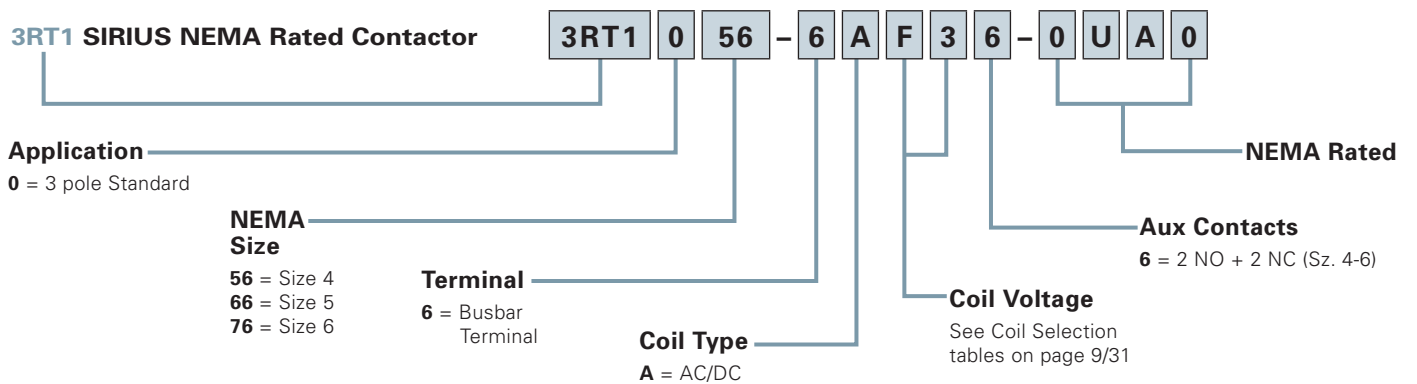 3RT1 SIRIUS NEMA Rated Contactor
3RT1 0 56 – 6 A F 3 6 – 0 U A 0
Application
0 = 3 pole Standard
NEMA Rated
NEMA
Size
56 = Size 4
66 = Size 5
76 = Size 6
Terminal
6 = Busbar
Terminal
Coil Type
A = AC/DC
Coil Voltage
See Coil Selection
tables on page 9/31
Aux Contacts
6 = 2 NO + 2 NC (Sz. 4-6)